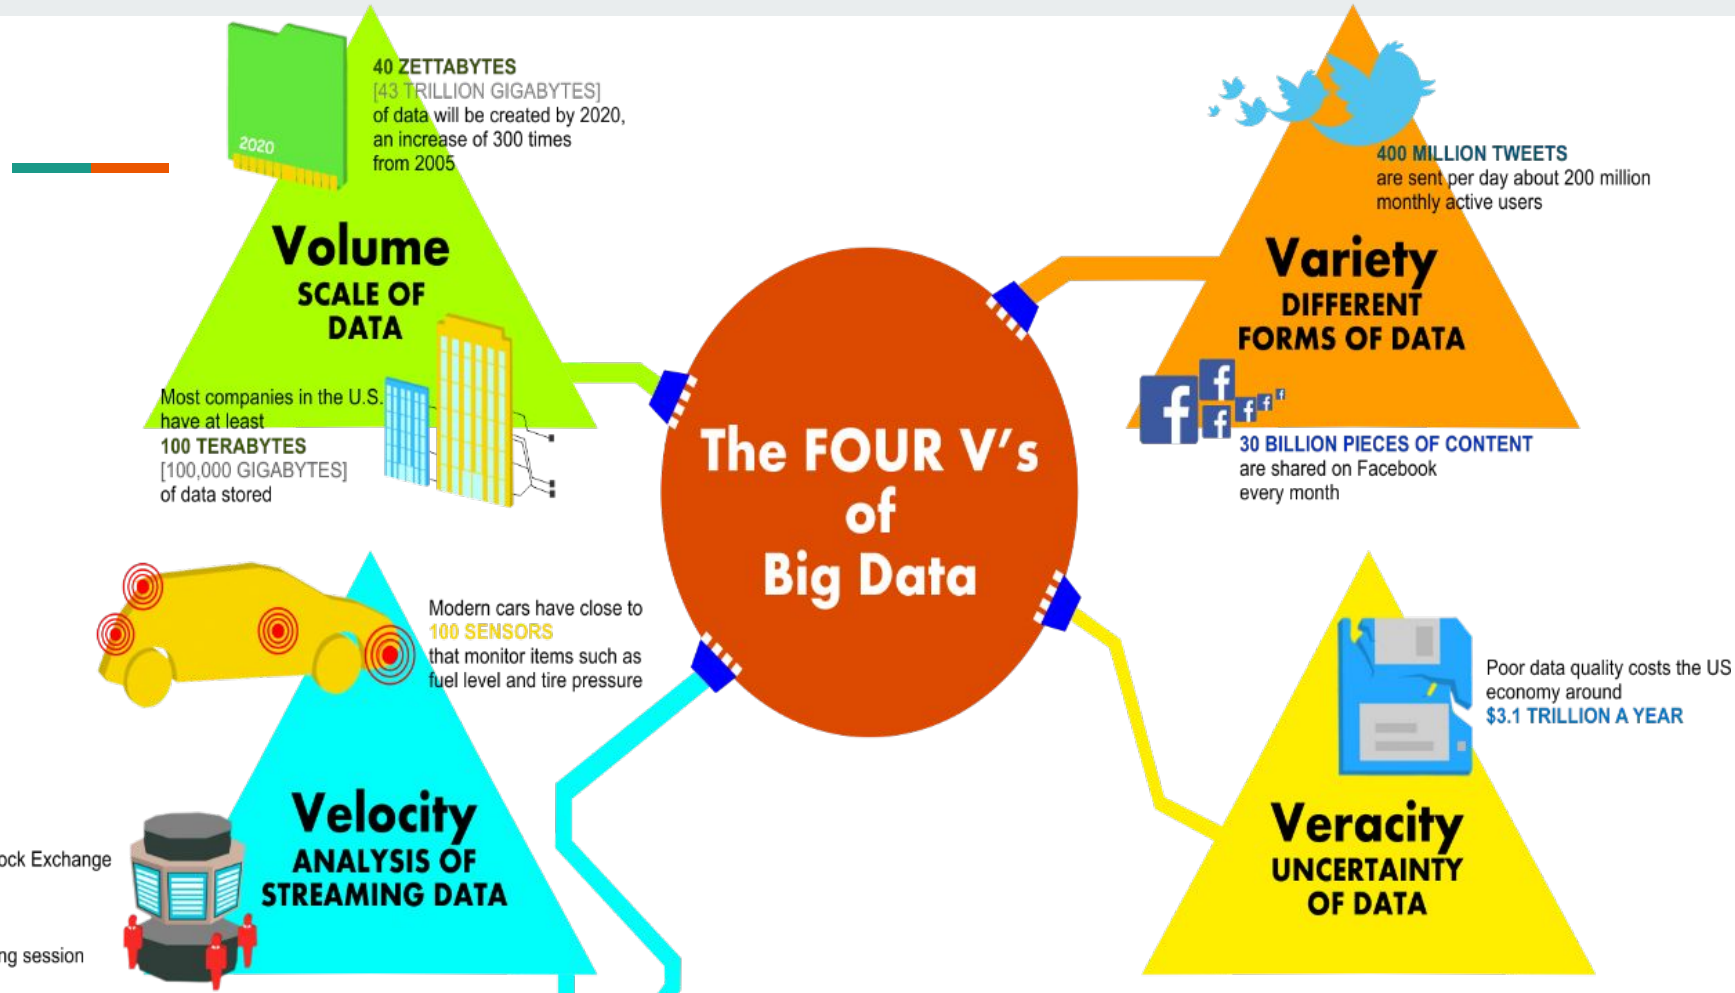 40 ZETTABYTES
[43 TRILLION GIGABYTES]
of data will be created by 2020,
an increase of 300 times
from 2005
2020
Volume
SCALE OF
DATA
Most companies in the U.S.
have at least
100 TERABYTES
[100,000 GIGABYTES]
of data stored
400 MILLION TWEETS
are sent per day about 200 million
monthly active users
Variety
DIFFERENT
FORMS OF DATA
30 BILLION PIECES OF CONTENT
are shared on Facebook
every month
The FOUR V's
of
Big Data
Modern cars have close to
100 SENSORS
that monitor items such as
fuel level and tire pressure
Velocity
ANALYSIS OF
STREAMING DATA
ock Exchange
ng session
Poor data quality costs the US
economy around
$3.1 TRILLION A YEAR
Veracity
UNCERTAINTY
OF DATA